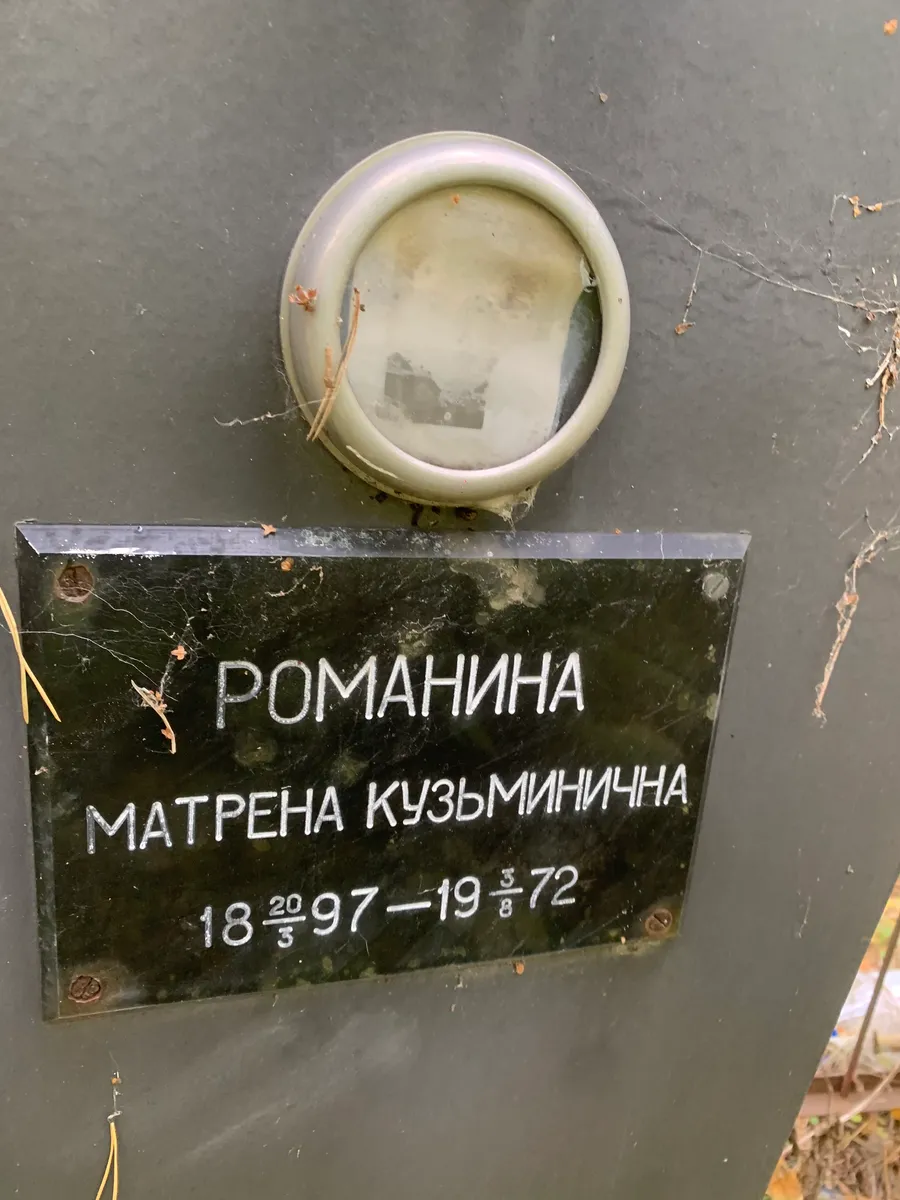 РОМАНИНА
МАТРЕНА КУЗЬМИНИЧНА
18 20/3 97 — 19 3/8 72